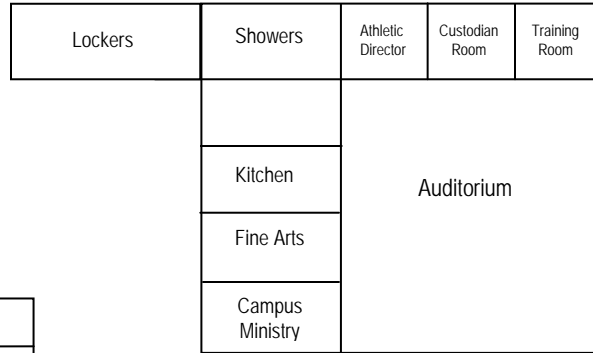 Lockers
Showers
Athletic
Director
Custodian
Room
Training
Room
Kitchen
Auditorium
Fine Arts
Campus
Ministry